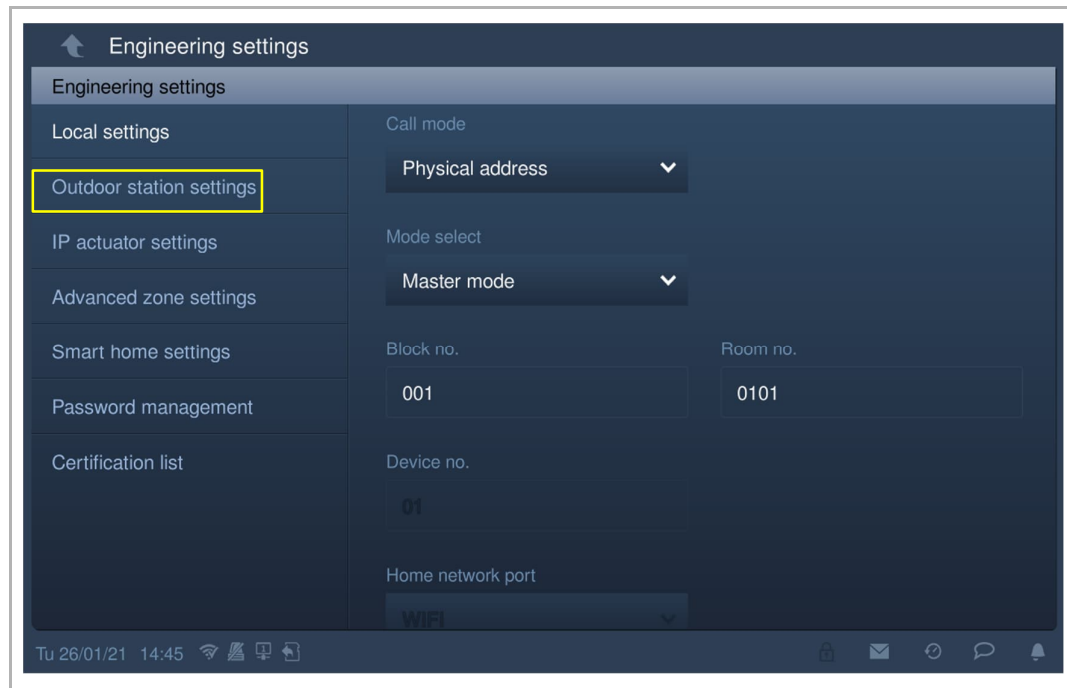 Engineering settings
Engineering settings
Local settings
Outdoor station settings
IP actuator settings
Advanced zone settings
Smart home settings
Password management
Certification list
Call mode
Physical address
Mode select
Master mode
Block no. Room no.
001 0101
Device no.
01
Home network port
WIFI
Tu 26/01/21 14:45